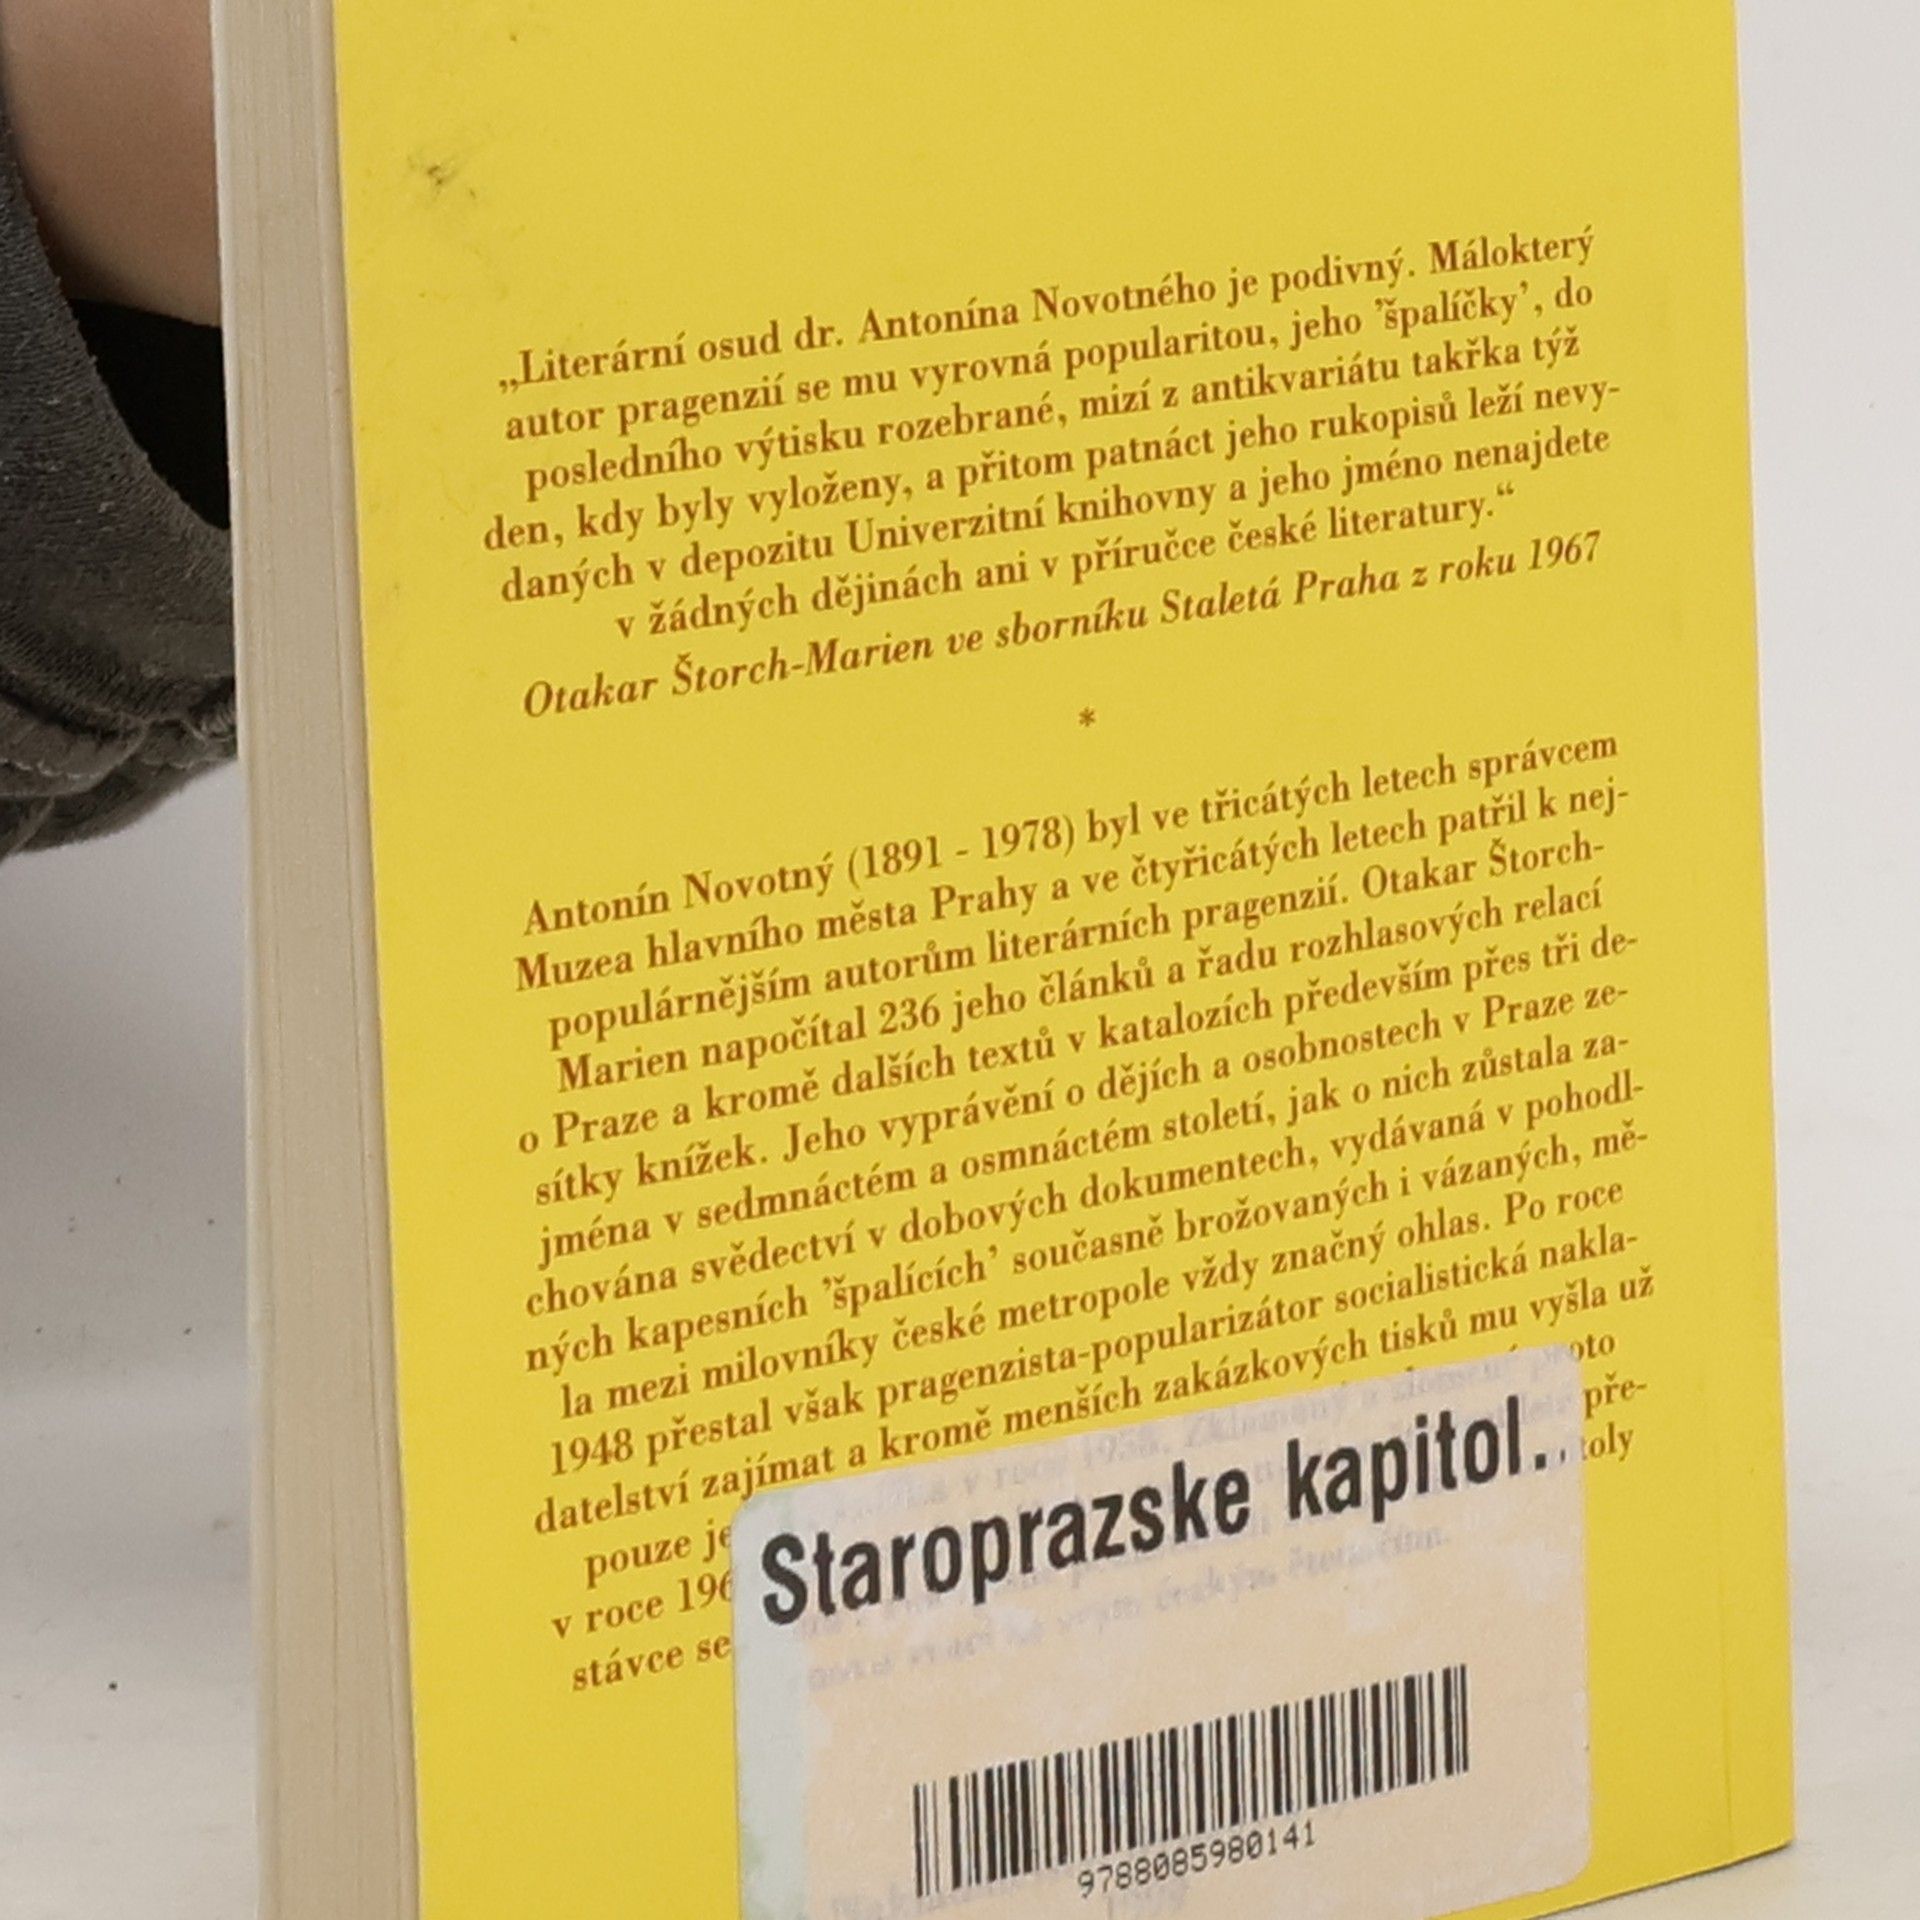 „Literární osud dr. Antonína Novotného je podivný. Málokterý
autor pragenzií se mu vyrovná popularitou, jeho ’špalíčky’, do
posledního výtisku rozebrané, mizí z antikvariátu takřka týž
den, kdy byly vyloženy, a přitom patnáct jeho rukopisů leží nevy-
daných v depozitu Univerzitní knihovny a jeho jméno nenajdete
v žádných dějinách ani v příručce české literatury.“
Otakar Štorch-Marien ve sborníku Staletá Praha z roku 1967
*
Antonín Novotný (1891 - 1978) byl ve třicátých letech správcem
Muzea hlavního města Prahy a ve čtyřicátých letech patřil k nej-
populárnějším autorům literárních pragenzií. Otakar Štorch-
Marien napočítal 236 jeho článků a řadu rozhlasových relací
o Praze a kromě dalších textů v katalozích především přes tři de-
sítky knížek. Jeho vyprávění o dějích a osobnostech v Praze ze-
jména v sedmnáctém a osmnáctém století, jak o nich zůstala za-
chována svědectví v dobových dokumentech, vydávaná v pohodl-
ných kapesních ’špalících’ současně brožovaných i vázaných, mě-
la mezi milovníky české metropole vždy značný ohlas. Po roce
1948 přestal však pragenzista-popularizátor socialistická nakla-
datelství zajímat a kromě menších zakázkových tisků mu vyšla už
pouze
v roce pře-
stávce se
Staroprazske kapitol..
9788085980141